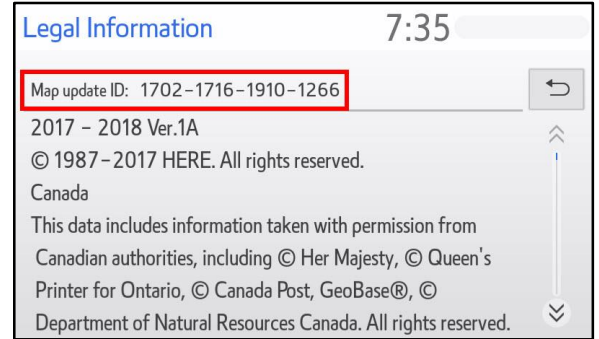 Legal Information 7:35
Map update ID: 1702-1716-1910-1266
2017 - 2018 Ver.1A
© 1987-2017 HERE. All rights reserved.
Canada
This data includes information taken with permission from
Canadian authorities, including © Her Majesty, © Queen's
Printer for Ontario, © Canada Post, GeoBase®, ©
Department of Natural Resources Canada. All rights reserved.